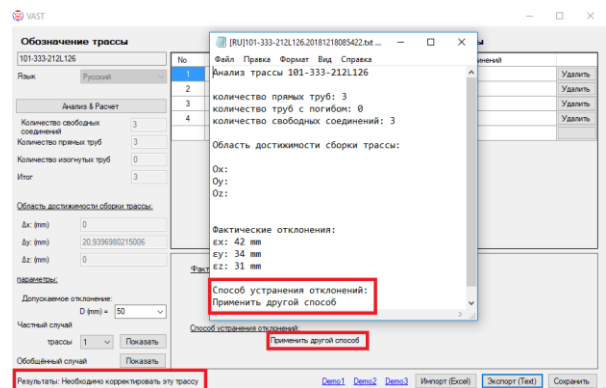 VAST
Обозначение трассы
101-333-212L126
Язык Русский
Анализ & Расчет
Количество свободных соединений 3
Количество прямых труб 3
Количество изогнутых труб 0
Итог 3
Область достижимости сборки трассы:
Δx: (mm) 0
Δy: (mm) 20,9396980215006
Δz: (mm) 0
параметры:
Допускаемое отклонение:
D (mm) = 50
Частный случай
трассы 1 Показать
Обобщённый случай Показать
Результаты: Необходимо корректировать эту трассу
No
1 Удалить
2 Удалить
3 Удалить
4 Удалить
[RU]101-333-212L126.20181218085422.txt ...
Файл Правка Формат Вид Справка
Анализ трассы 101-333-212L126
количество прямых труб: 3
количество труб с погибом: 0
количество свободных соединений: 3
Область достижимости сборки трассы:
Ox:
Oy:
Oz:
Фактические отклонения:
εx: 42 mm
εy: 34 mm
εz: 31 mm
Способ устранения отклонений:
Применить другой способ
Способ устранения отклонений:
Применить другой способ
Demo1 Demo2 Demo3 Импорт (Excel) Экспорт (Text) Сохранить